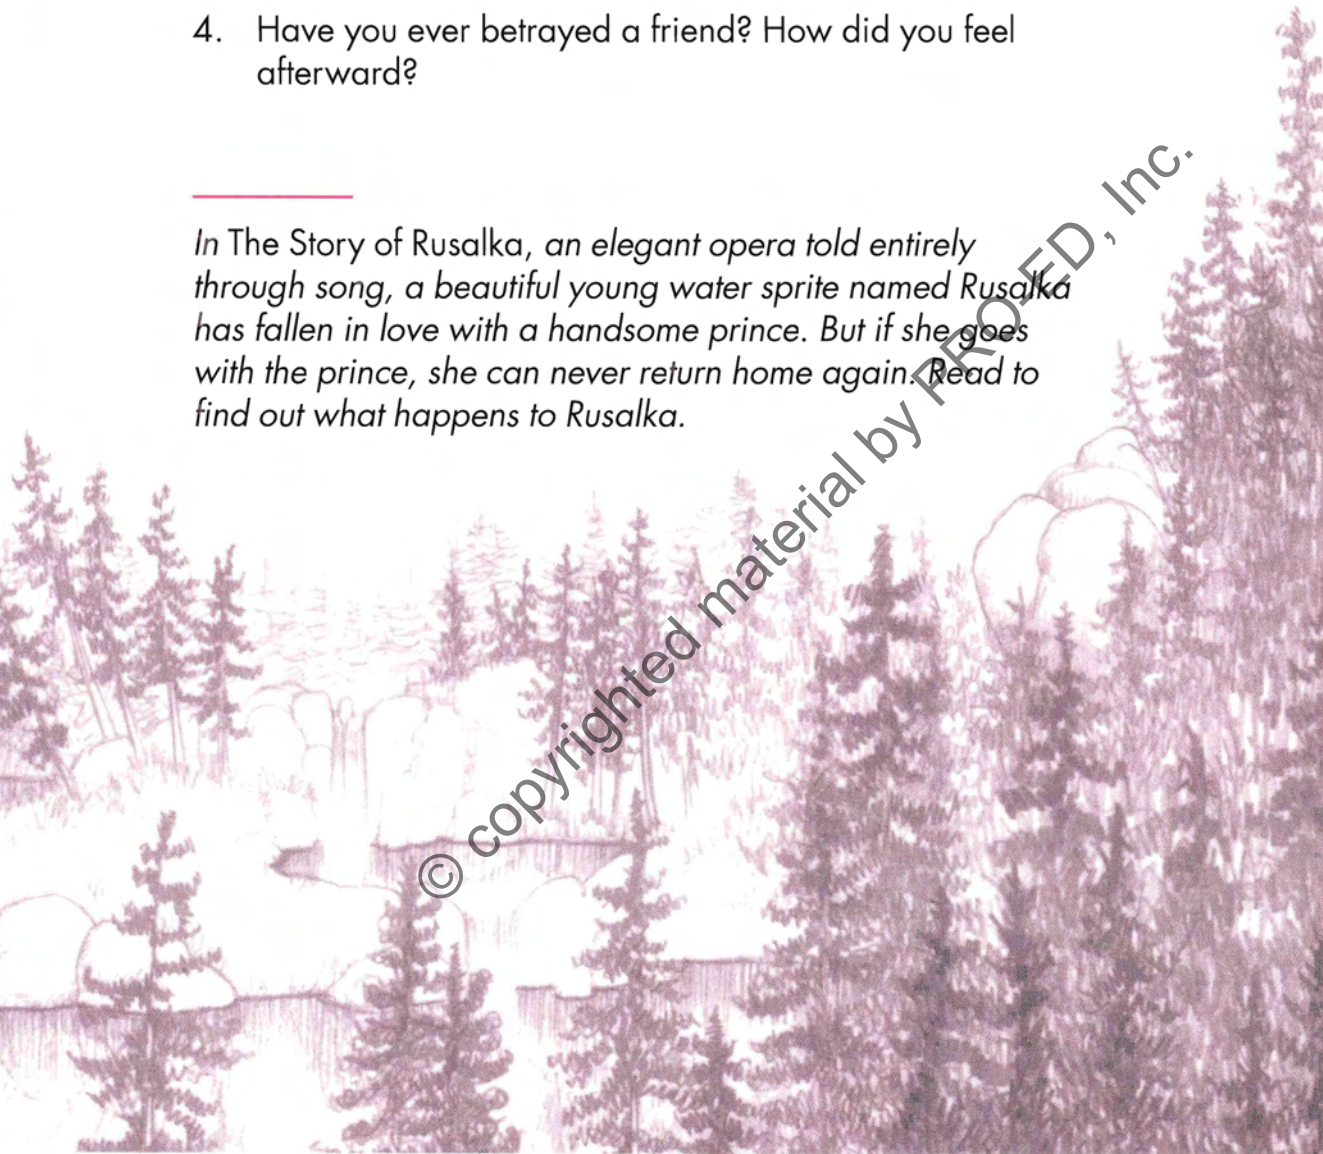 4. Have you ever betrayed a friend? How did you feel
afterward?
In The Story of Rusalka, an elegant opera told entirely
through song, a beautiful young water sprite named Rusalka
has fallen in love with a handsome prince. But if she goes
with the prince, she can never return home again. Read to
find out what happens to Rusalka.
© copyrighted material by PRO-ED, Inc.